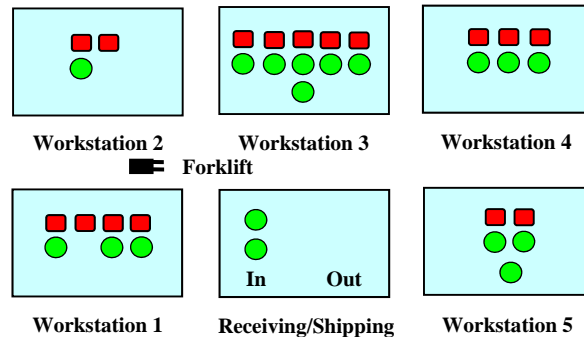 Workstation 2
Workstation 3
Workstation 4
Forklift
In
Out
Workstation 1
Receiving/Shipping
Workstation 5